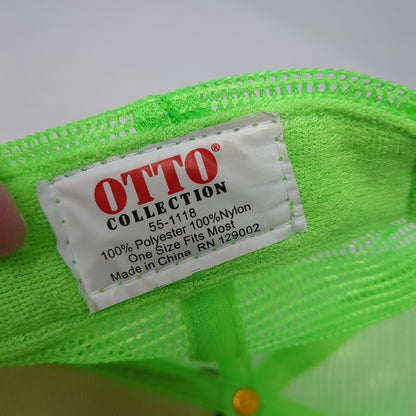 OTTO®
COLLECTION
55-1118
100% Polyester 100%Nylon
One Size Fits Most
Made in China RN 129002